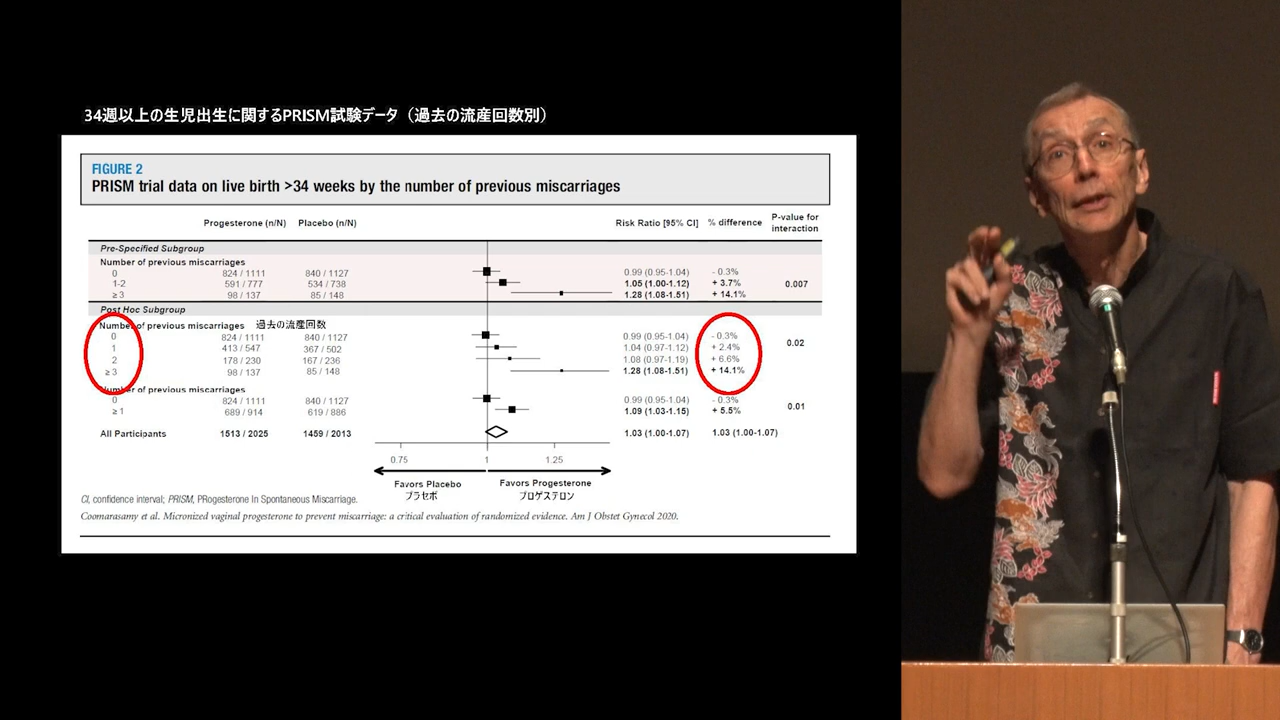 34週以上の生児出生に関するPRISM試験データ（過去の流産回数別）
FIGURE 2
PRISM trial data on live birth >34 weeks by the number of previous miscarriages
Progesterone (n/N) Placebo (n/N) Risk Ratio [95% CI] % difference P-value for interaction
Pre-Specified Subgroup
Number of previous miscarriages
0 824 / 1111 840 / 1127 0.99 (0.95-1.04) - 0.3%
1-2 591 / 777 534 / 738 1.05 (1.00-1.12) + 3.7% 0.007
≥ 3 98 / 137 85 / 148 1.28 (1.08-1.51) + 14.1%
Post Hoc Subgroup
Number of previous miscarriages 過去の流産回数
0 824 / 1111 840 / 1127 0.99 (0.95-1.04) - 0.3%
1 413 / 547 367 / 502 1.04 (0.97-1.12) + 2.4% 0.02
2 178 / 230 167 / 236 1.08 (0.97-1.19) + 6.6%
≥ 3 98 / 137 85 / 148 1.28 (1.08-1.51) + 14.1%
Number of previous miscarriages
0 824 / 1111 840 / 1127 0.99 (0.95-1.04) - 0.3%
≥ 1 689 / 914 619 / 886 1.09 (1.03-1.15) + 5.5% 0.01
All Participants 1513 / 2025 1459 / 2013 1.03 (1.00-1.07) 1.03 (1.00-1.07)
0.75 1 1.25
Favors Placebo Favors Progesterone
プラセボ プロゲステロン
CI, confidence interval; PRISM, PRogesterone In Spontaneous Miscarriage.
Coomarasamy et al. Micronized vaginal progesterone to prevent miscarriage: a critical evaluation of randomized evidence. Am J Obstet Gynecol 2020.